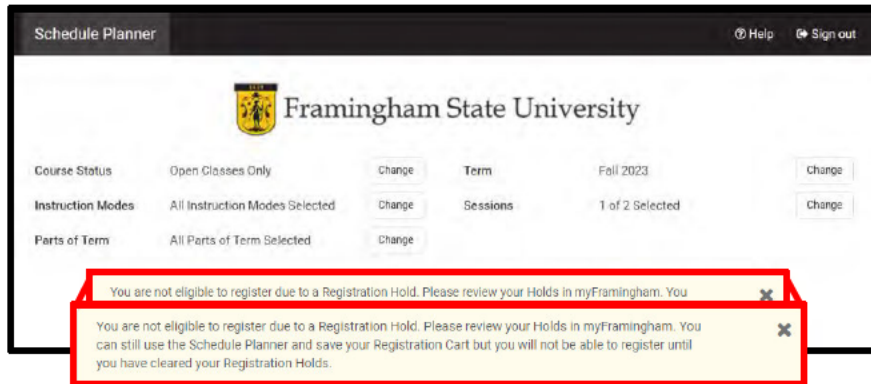 Schedule Planner Help Sign out
Framingham State University
Course Status Open Classes Only Change Term Fall 2023 Change
Instruction Modes All Instruction Modes Selected Change Sessions 1 of 2 Selected Change
Parts of Term All Parts of Term Selected Change
You are not eligible to register due to a Registration Hold. Please review your Holds in myFramingham. You
You are not eligible to register due to a Registration Hold. Please review your Holds in myFramingham. You
can still use the Schedule Planner and save your Registration Cart but you will not be able to register until
you have cleared your Registration Holds.